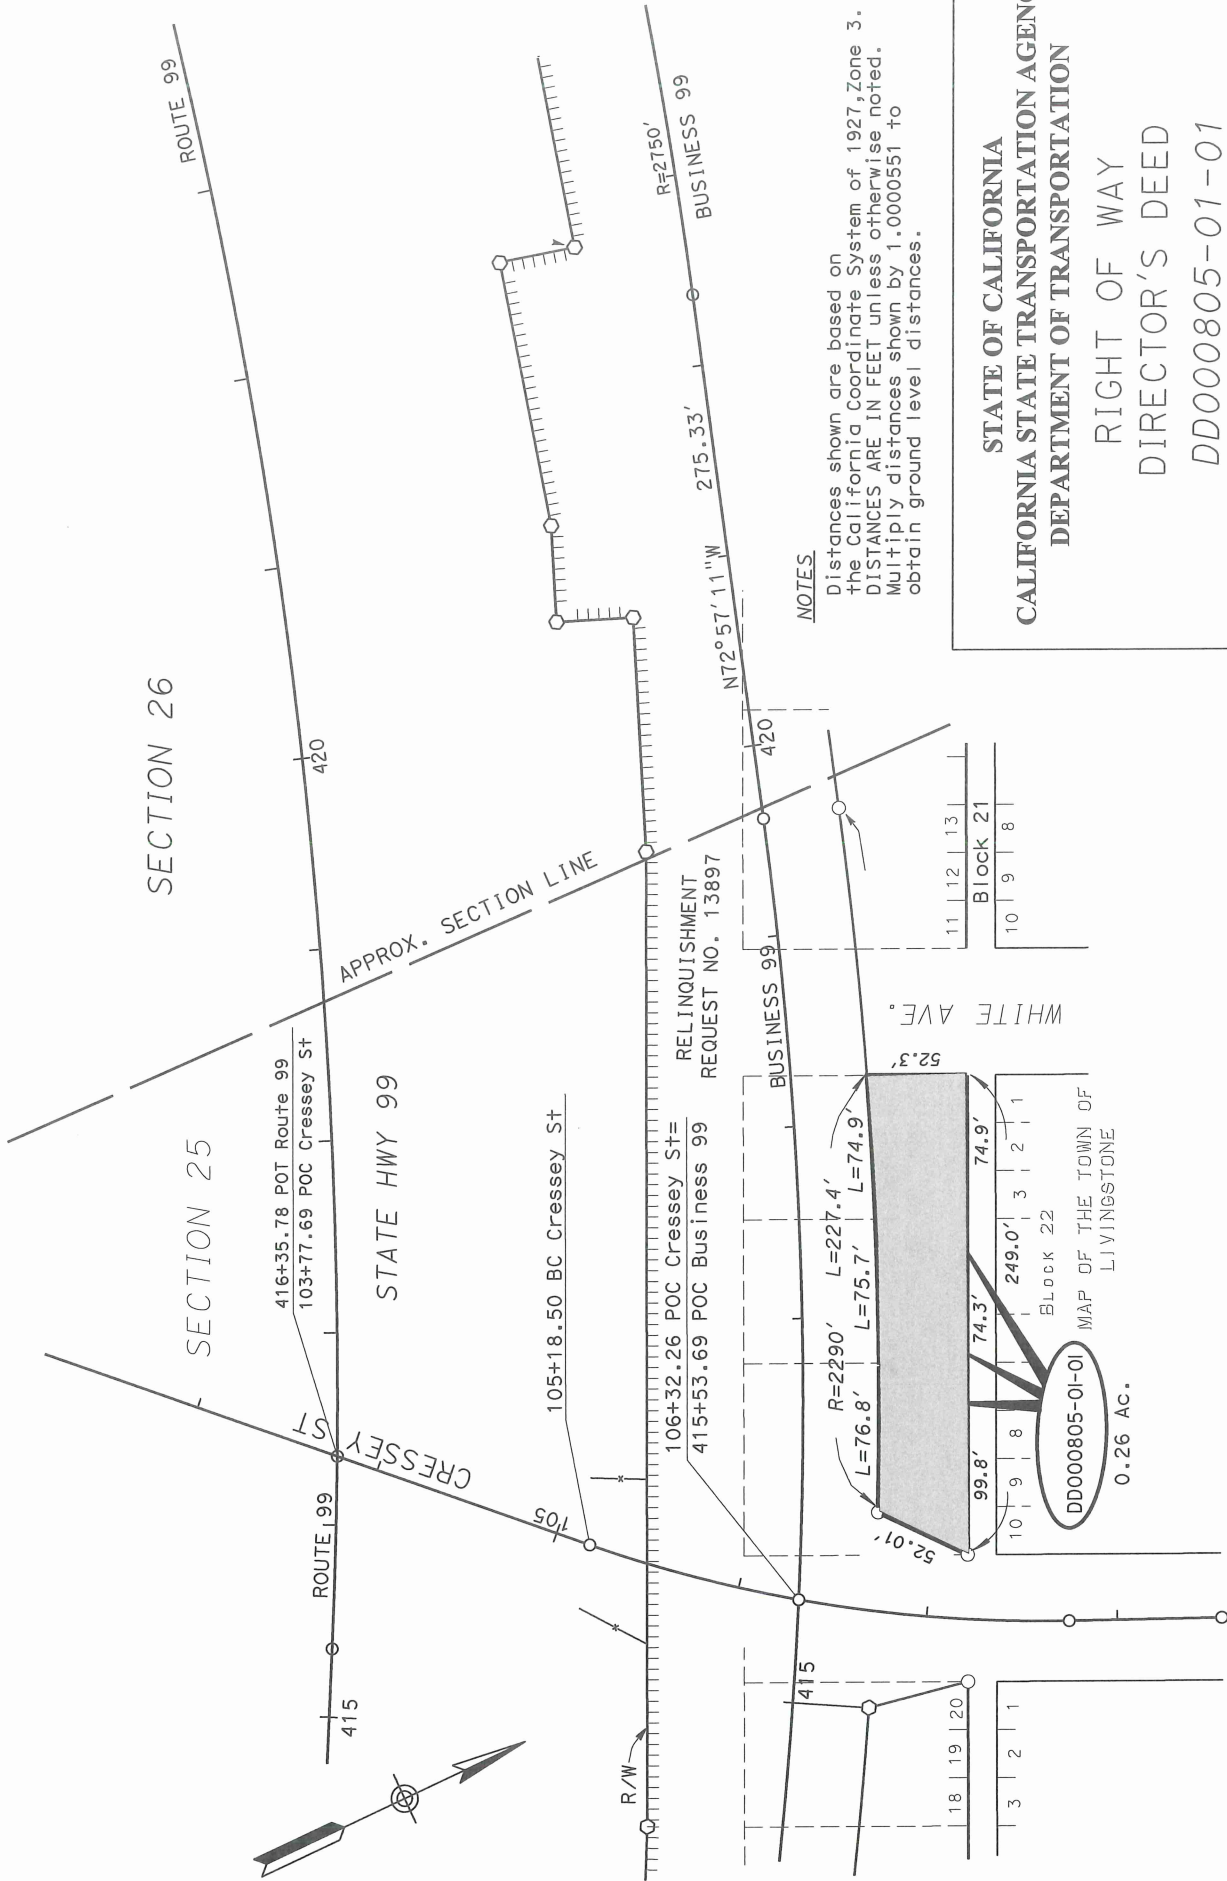 SECTION 26
SECTION 25
ROUTE 99
420
APPROX. SECTION LINE
416+35.78 POT Route 99
103+77.69 POC Cressey St
CRESSEY ST
ROUTE 99
415
STATE HWY 99
105
105+18.50 BC Cressey St
R/W
RELINQUISHMENT
REQUEST NO. 13897
106+32.26 POC Cressey St=
415+53.69 POC Business 99
R=2750'
BUSINESS 99
275.33'
N72°57'11"W
420
BUSINESS 99
415
R=2290'
L=227.4'
L=76.8'
L=75.7'
L=74.9'
52.3'
52.01'
99.8'
74.3'
249.0'
74.9'
WHITE AVE.
18 19 20
3 2 1
10 9 8
3 2 1
BLOCK 22
MAP OF THE TOWN OF
LIVINGSTONE
DD000805-01-01
0.26 Ac.
11 12 13
Block 21
10 9 8
NOTES
Distances shown are based on
the California Coordinate System of 1927, Zone 3.
DISTANCES ARE IN FEET unless otherwise noted.
Multiply distances shown by 1.0000551 to
obtain ground level distances.
STATE OF CALIFORNIA
CALIFORNIA STATE TRANSPORTATION AGENC
DEPARTMENT OF TRANSPORTATION
RIGHT OF WAY
DIRECTOR'S DEED
DD000805-01-01